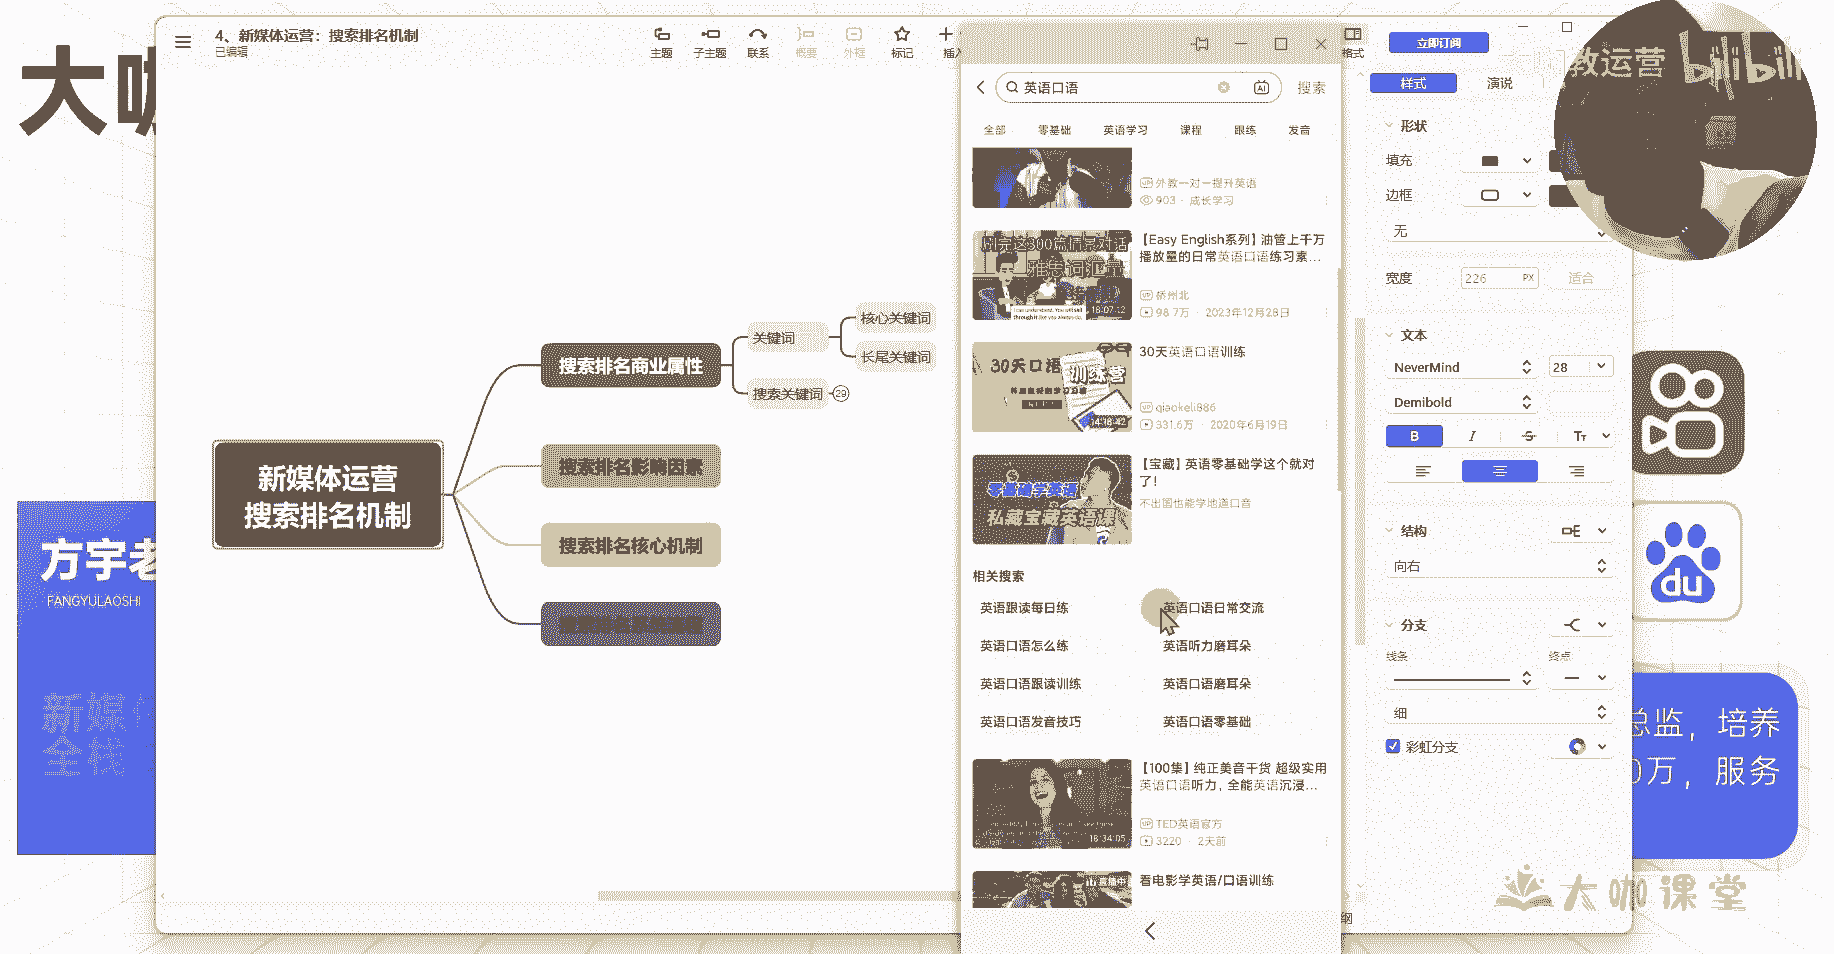 大咖
4、新媒体运营：搜索排名机制
已编辑
主题
子主题
联系
概要
外框
标记
插入
格式
立即订阅
教运营
bilibili
样式
演说
形状
填充
边框
无
宽度
226
PX
适合
文本
NeverMind
28
Demibold
B
I
S
Tт
结构
向右
分支
线条
终点
细
彩虹分支
新媒体运营
搜索排名机制
搜索排名商业属性
关键词
核心关键词
长尾关键词
搜索关键词
29
搜索排名影响因素
搜索排名核心机制
英语口语
AI
搜索
全部
零基础
英语学习
课程
跟练
发音
外教一对一提升英语
903 · 成长学习
刷完这300篇情景对话
雅思词汇量
18:07:12
【Easy English系列】油管上千万
播放量的日常英语口语练习素...
桥州北
98.7万 · 2023年12月28日
30天口语
训练营
14:18:42
30天英语口语训练
qiaokeli886
331.6万 · 2020年6月19日
零基础学英语
私藏宝藏英语课
【宝藏】英语零基础学这个就对
了！
不出国也能学地道口音
相关搜索
英语跟读每日练
英语口语日常交流
英语口语怎么练
英语听力磨耳朵
英语口语跟读训练
英语口语磨耳朵
英语口语发音技巧
英语口语零基础
18:34:05
【100集】纯正美音干货 超级实用
英语口语听力，全能英语沉浸...
TED英语官方
3220 · 2天前
看电影学英语/口语训练
方宇老
FANGYULAOSHI
新媒体
全栈
du
总监，培养
0万，服务
大咖课堂